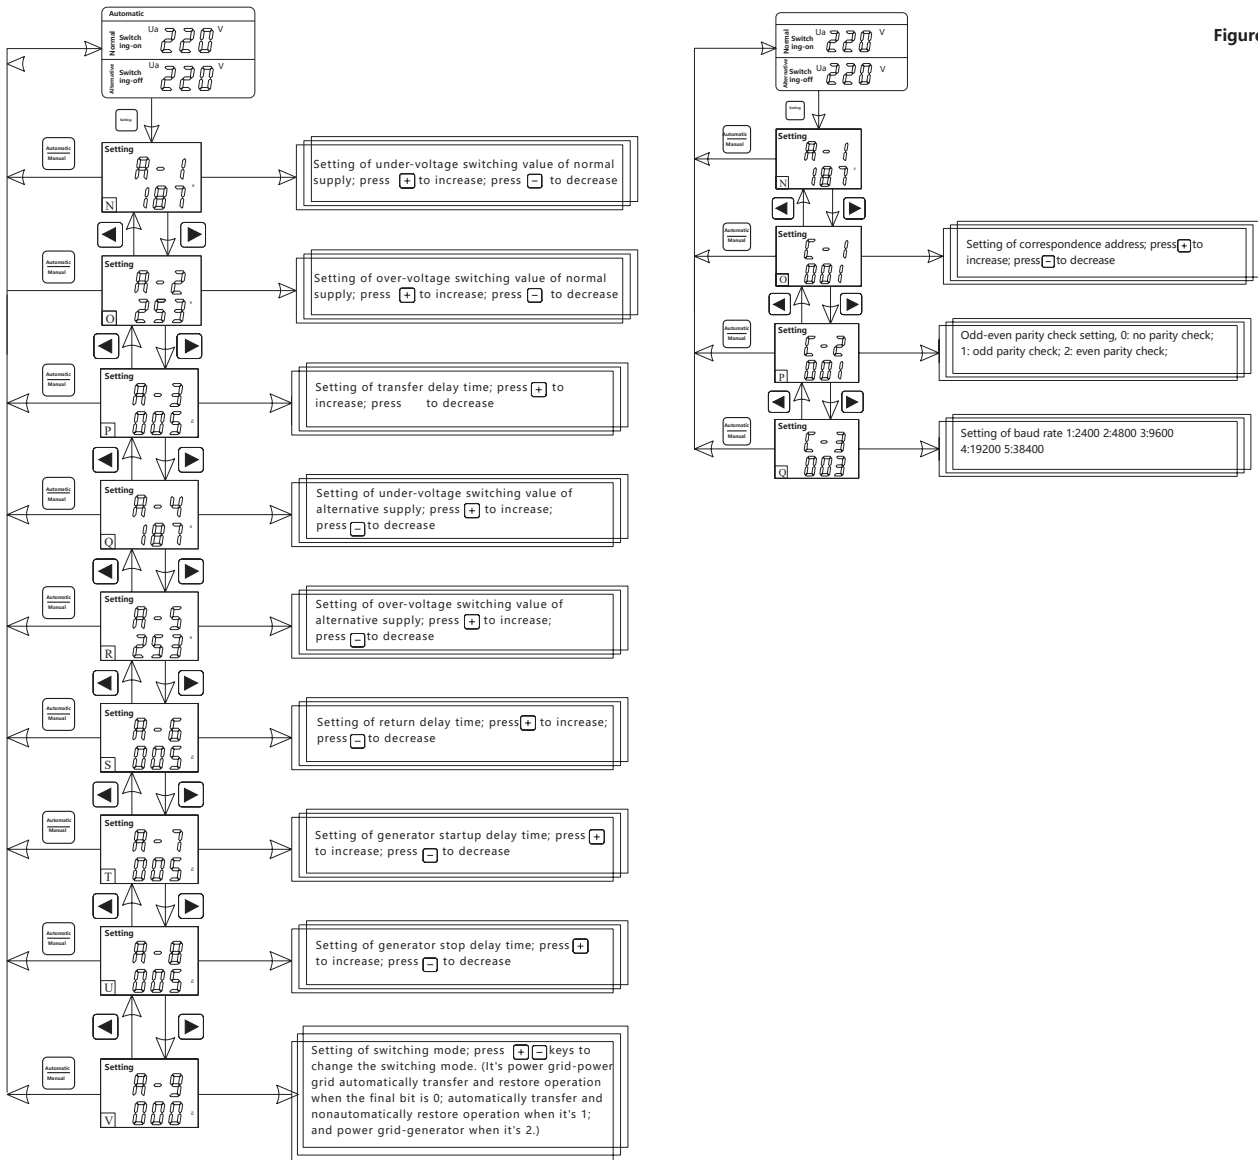 Automatic
Normal
Switch
ing-on
Ua
220
V
Alternative
Switch
ing-off
Ua
220
V
Setting
Automatic
Manual
Setting
A-1
187
N
Setting of under-voltage switching value of normal
supply; press + to increase; press − to decrease
Automatic
Manual
Setting
A-2
253
O
Setting of over-voltage switching value of normal
supply; press + to increase; press − to decrease
Automatic
Manual
Setting
A-3
005
P
Setting of transfer delay time; press + to
increase; press to decrease
Automatic
Manual
Setting
A-4
187
Q
Setting of under-voltage switching value of
alternative supply; press + to increase;
press − to decrease
Automatic
Manual
Setting
A-5
253
R
Setting of over-voltage switching value of
alternative supply; press + to increase;
press − to decrease
Automatic
Manual
Setting
A-6
005
S
Setting of return delay time; press + to increase;
press − to decrease
Automatic
Manual
Setting
A-7
005
T
Setting of generator startup delay time; press +
to increase; press − to decrease
Automatic
Manual
Setting
A-8
005
U
Setting of generator stop delay time; press +
to increase; press − to decrease
Automatic
Manual
Setting
A-9
000
V
Setting of switching mode; press + − keys to
change the switching mode. (It's power grid-power
grid automatically transfer and restore operation
when the final bit is 0; automatically transfer and
nonautomatically restore operation when it's 1;
and power grid-generator when it's 2.)
Figure
Normal
Switch
ing-on
Ua
220
V
Alternative
Switch
ing-off
Ua
220
V
Setting
Automatic
Manual
Setting
A-1
187
N
Automatic
Manual
Setting
C-1
001
O
Setting of correspondence address; press + to
increase; press − to decrease
Automatic
Manual
Setting
C-2
001
P
Odd-even parity check setting, 0: no parity check;
1: odd parity check; 2: even parity check;
Automatic
Manual
Setting
C-3
003
Q
Setting of baud rate 1:2400 2:4800 3:9600
4:19200 5:38400